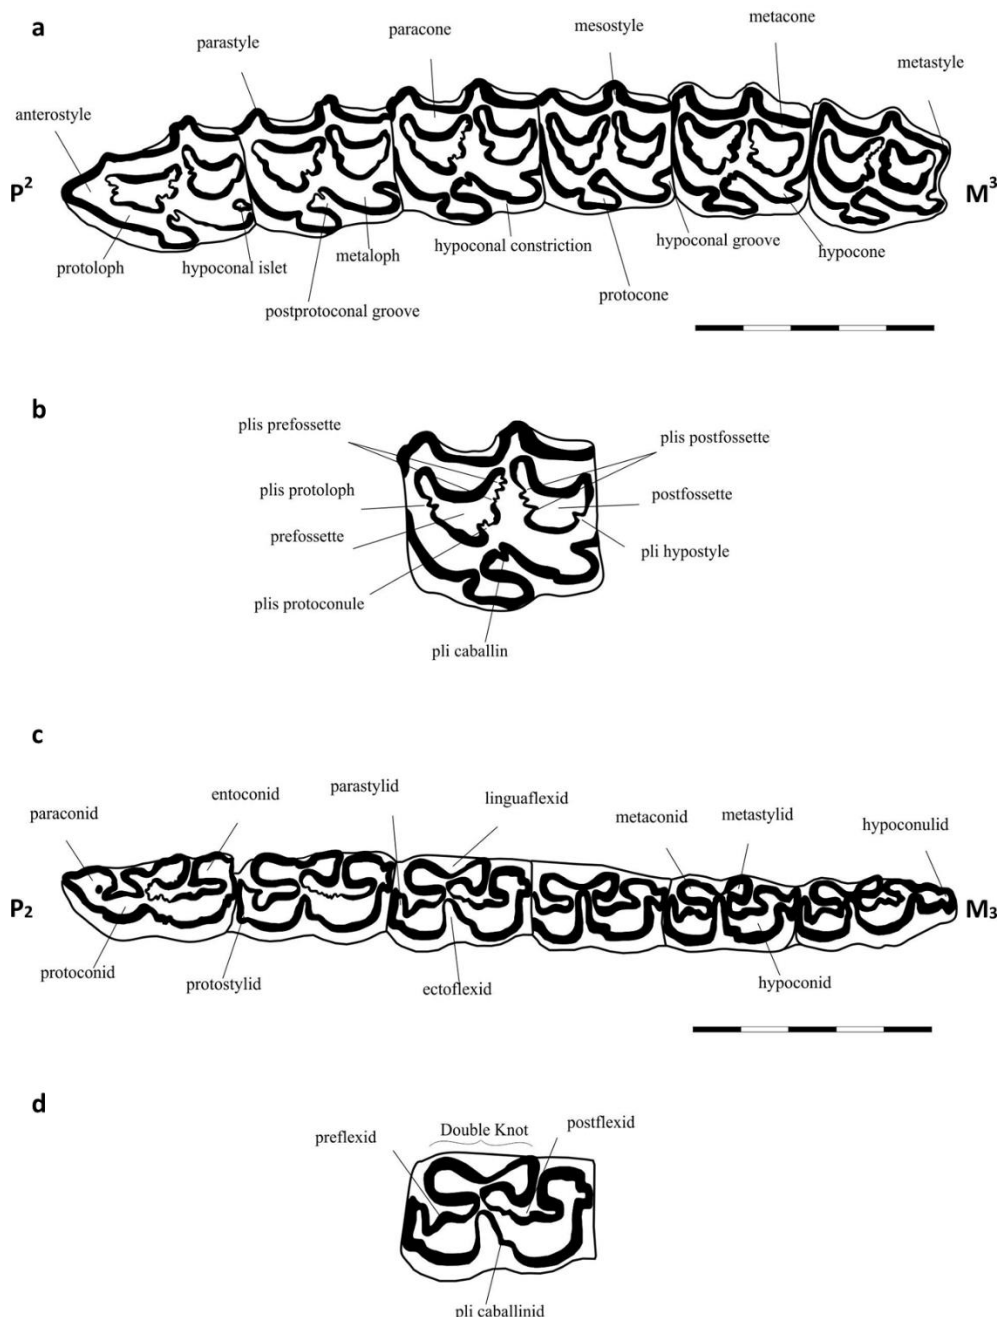 a
parastyle
paracone
mesostyle
metacone
metastyle
anterostyle
P²
M³
protoloph
hypoconal islet
metaloph
postprotoconal groove
hypoconal constriction
hypoconal groove
hypocone
protocone
b
plis prefossette
plis postfossette
plis protoloph
postfossette
prefossette
pli hypostyle
plis protoconule
pli caballin
c
paraconid
entoconid
parastylid
linguaflexid
metaconid
metastylid
hypoconulid
P₂
M₃
protoconid
protostylid
ectoflexid
hypoconid
d
Double Knot
preflexid
postflexid
pli caballinid